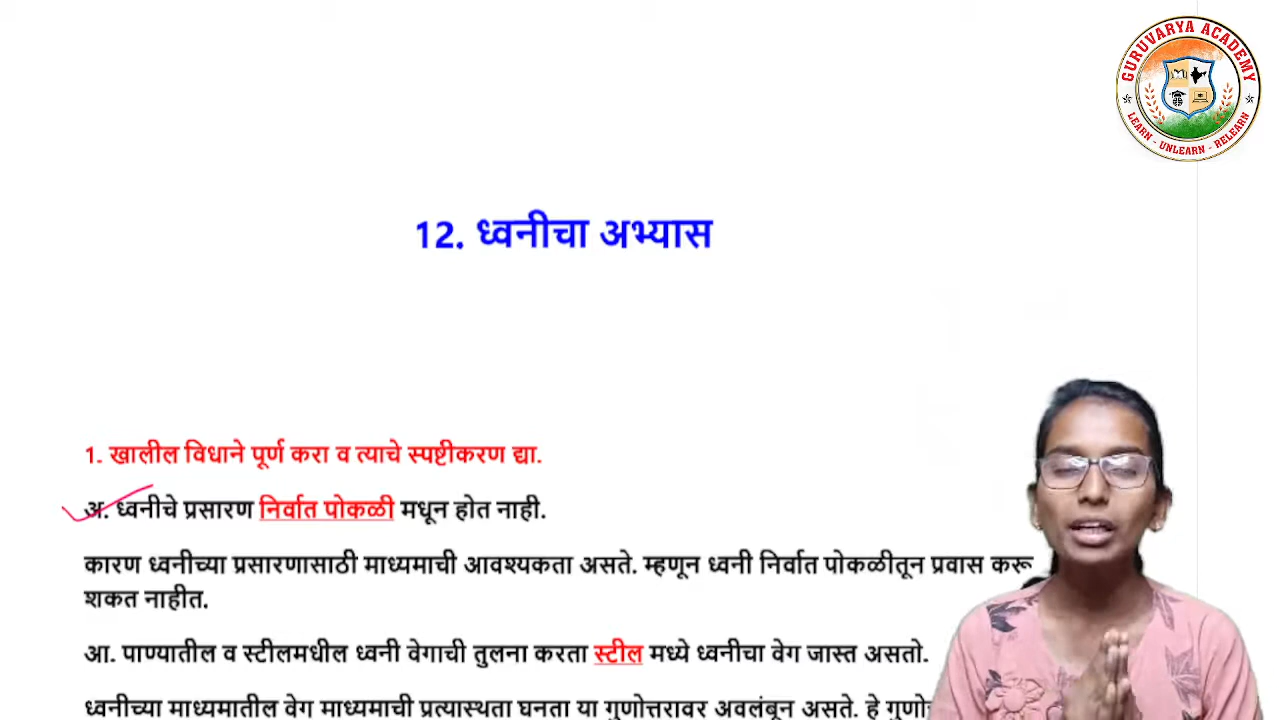 GURUVARYA ACADEMY
LEARN - UNLEARN - RELEARN
12. ध्वनीचा अभ्यास
1. खालील विधाने पूर्ण करा व त्याचे स्पष्टीकरण द्या.
अ. ध्वनीचे प्रसारण निर्वात पोकळी मधून होत नाही.
कारण ध्वनीच्या प्रसारणासाठी माध्यमाची आवश्यकता असते. म्हणून ध्वनी निर्वात पोकळीतून प्रवास करू
शकत नाहीत.
आ. पाण्यातील व स्टीलमधील ध्वनी वेगाची तुलना करता स्टील मध्ये ध्वनीचा वेग जास्त असतो.
ध्वनीच्या माध्यमातील वेग माध्यमाची प्रत्यास्थता घनता या गुणोत्तरावर अवलंबून असते. हे